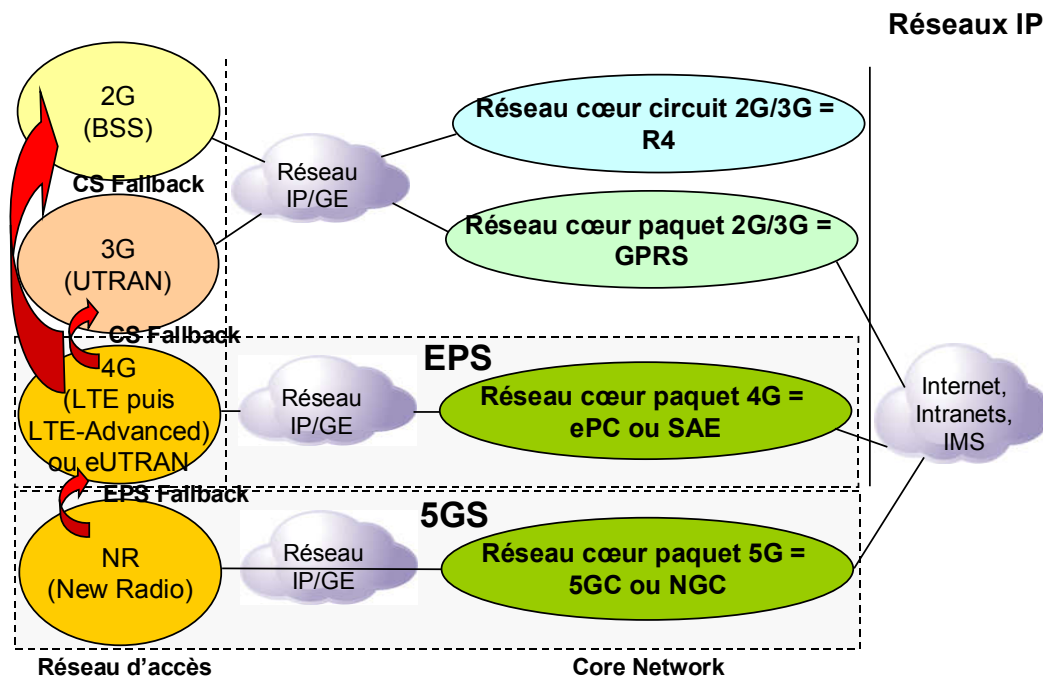 Réseaux IP
2G
(BSS)
CS Fallback
Réseau
IP/GE
Réseau cœur circuit 2G/3G =
R4
3G
(UTRAN)
Réseau cœur paquet 2G/3G =
GPRS
CS Fallback
EPS
4G
(LTE puis
LTE-Advanced)
ou eUTRAN
Réseau
IP/GE
Réseau cœur paquet 4G =
ePC ou SAE
Internet,
Intranets,
IMS
EPS Fallback
5GS
NR
(New Radio)
Réseau
IP/GE
Réseau cœur paquet 5G =
5GC ou NGC
Réseau d’accès
Core Network